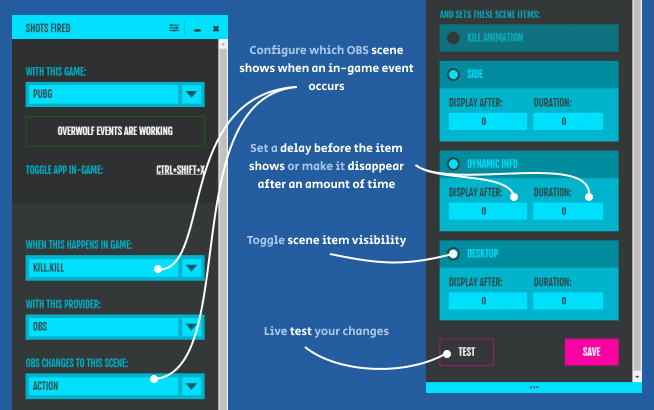 SHOTS FIRED
WITH THIS GAME:
PUBG
OVERWOLF EVENTS ARE WORKING
TOGGLE APP IN-GAME: CTRL+SHIFT+X
WHEN THIS HAPPENS IN GAME:
KILL.KILL
WITH THIS PROVIDER:
OBS
OBS CHANGES TO THIS SCENE:
ACTION
Configure which OBS scene
shows when an in-game event
occurs
Set a delay before the item
shows or make it disappear
after an amount of time
Toggle scene item visibility
Live test your changes
AND SETS THESE SCENE ITEMS:
KILL ANIMATION
SIDE
DISPLAY AFTER: DURATION:
0 0
DYNAMIC INFO
DISPLAY AFTER: DURATION:
0 0
DESKTOP
DISPLAY AFTER: DURATION:
0 0
TEST SAVE